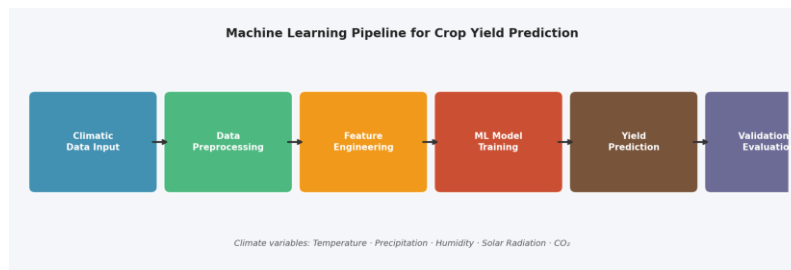 Machine Learning Pipeline for Crop Yield Prediction
Climatic
Data Input
Data
Preprocessing
Feature
Engineering
ML Model
Training
Yield
Prediction
Validation
Evaluatio
Climate variables: Temperature · Precipitation · Humidity · Solar Radiation · CO₂